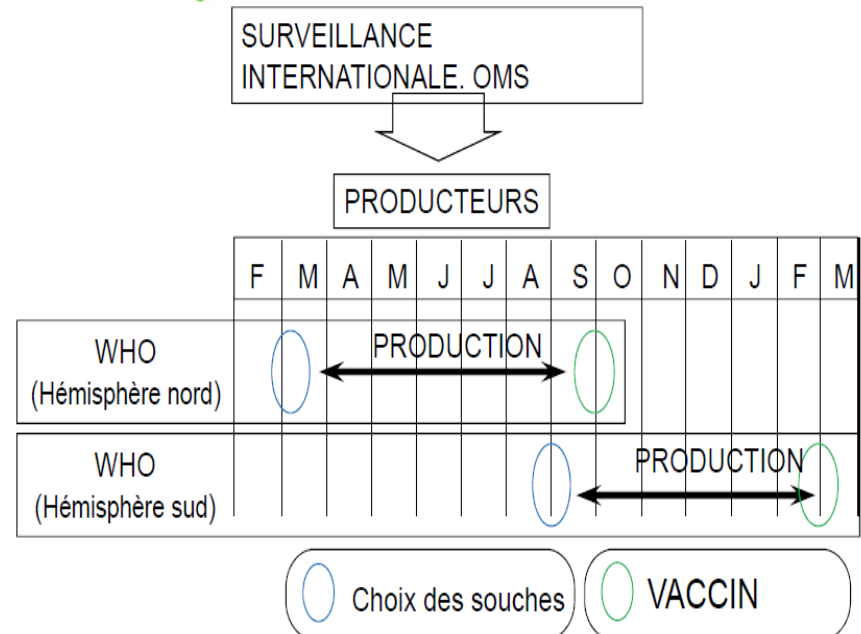 SURVEILLANCE
INTERNATIONALE. OMS
PRODUCTEURS
F M A M J J A S O N D J F M
WHO
(Hémisphère nord)
PRODUCTION
WHO
(Hémisphère sud)
PRODUCTION
Choix des souches
VACCIN